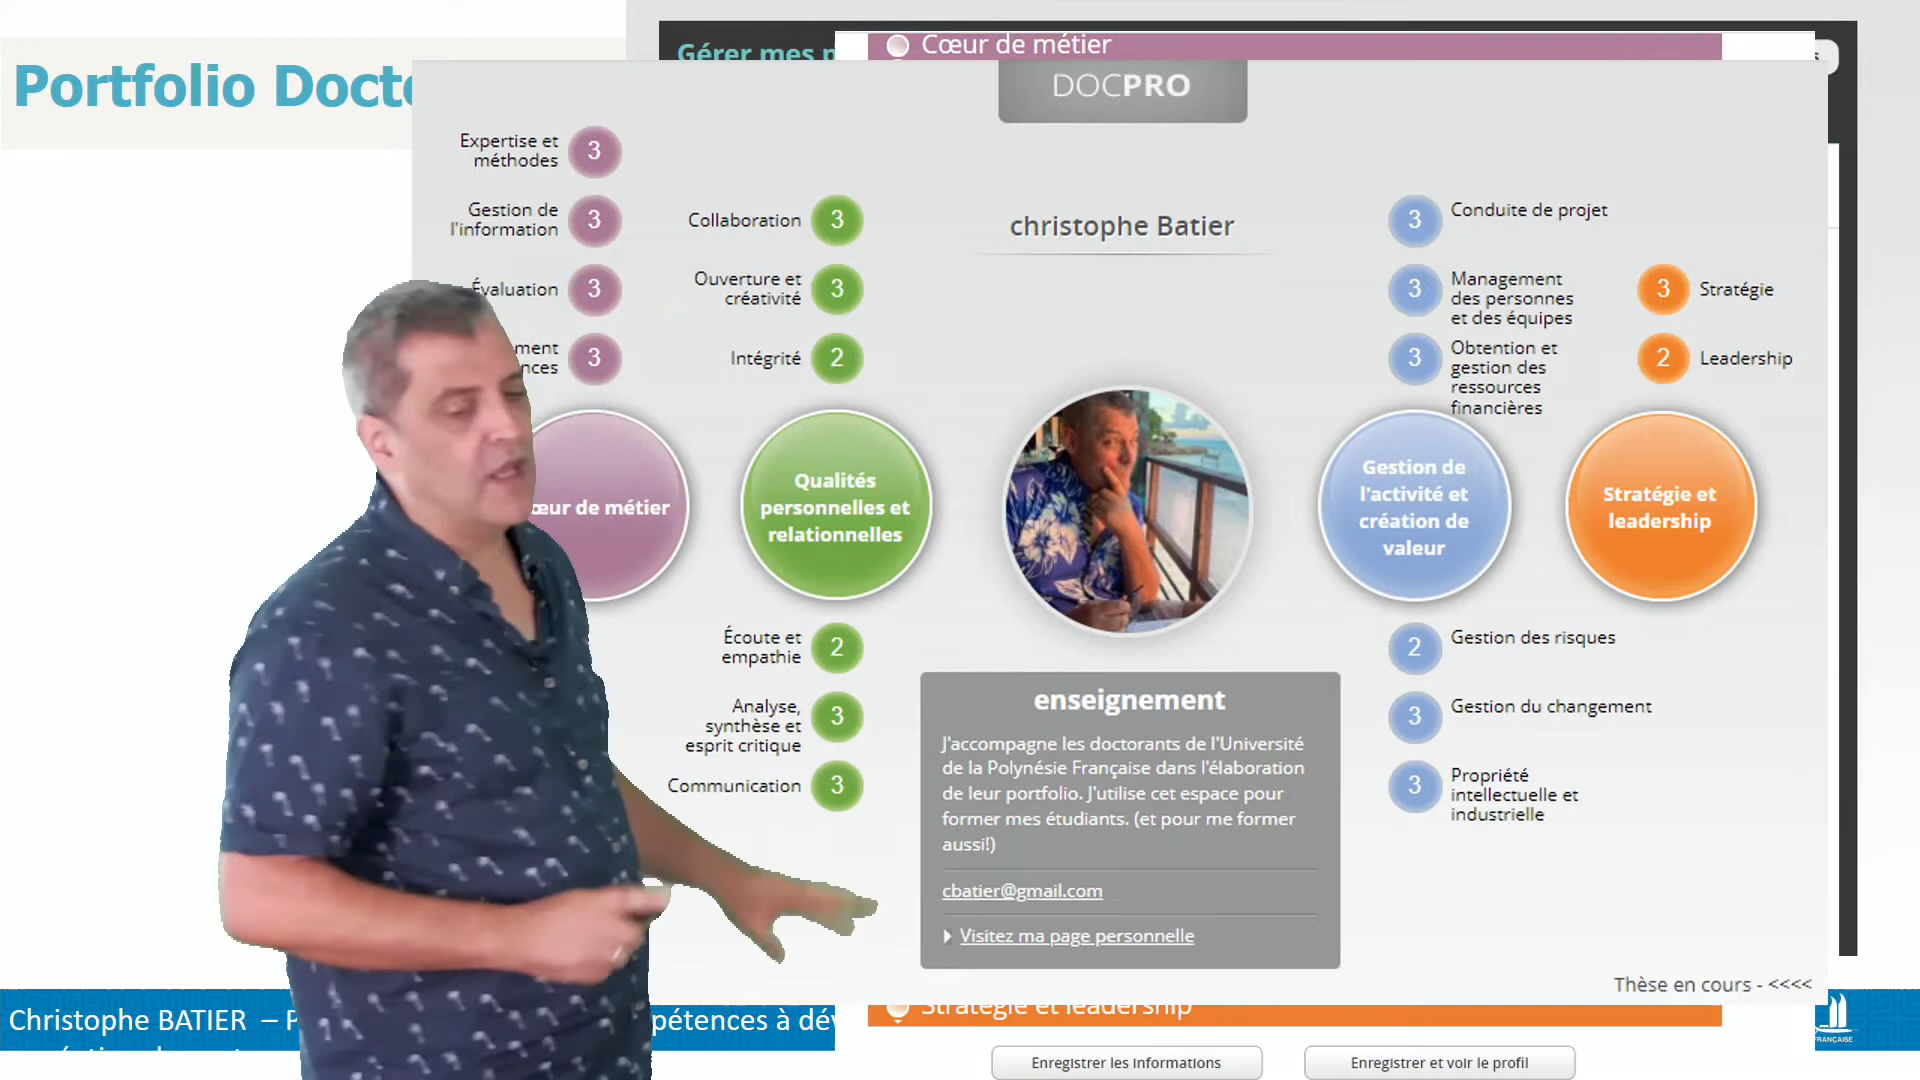 Gérer mes p
Cœur de métier
Portfolio Docto
DOCPRO
Expertise et
méthodes
3
Gestion de
l'information
3
Évaluation
3
ment
nces
3
Collaboration
3
Ouverture et
créativité
3
Intégrité
2
christophe Batier
3
Conduite de projet
3
Management
des personnes
et des équipes
3
Obtention et
gestion des
ressources
financières
3
Stratégie
2
Leadership
œur de métier
Qualités
personnelles et
relationnelles
Gestion de
l'activité et
création de
valeur
Stratégie et
leadership
Écoute et
empathie
2
Analyse,
synthèse et
esprit critique
3
Communication
3
enseignement
J'accompagne les doctorants de l'Université
de la Polynésie Française dans l'élaboration
de leur portfolio. J'utilise cet espace pour
former mes étudiants. (et pour me former
aussi!)
cbatier@gmail.com
Visitez ma page personnelle
2
Gestion des risques
3
Gestion du changement
3
Propriété
intellectuelle et
industrielle
Thèse en cours - <<<<
Stratégie et leadership
Christophe BATIER – P
pétences à dév
FRANÇAISE
Enregistrer les informations
Enregistrer et voir le profil